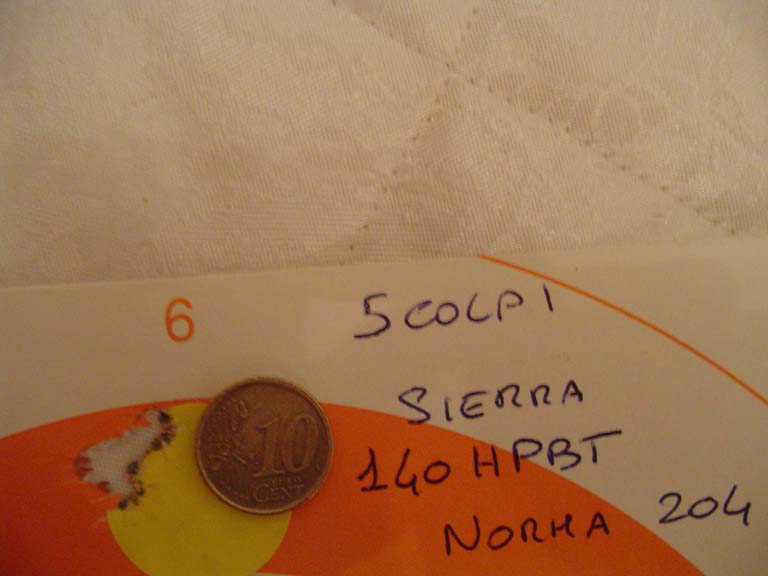 6
5 COLPI
SIERRA
140 HPBT
NORMA 204
10
CENT